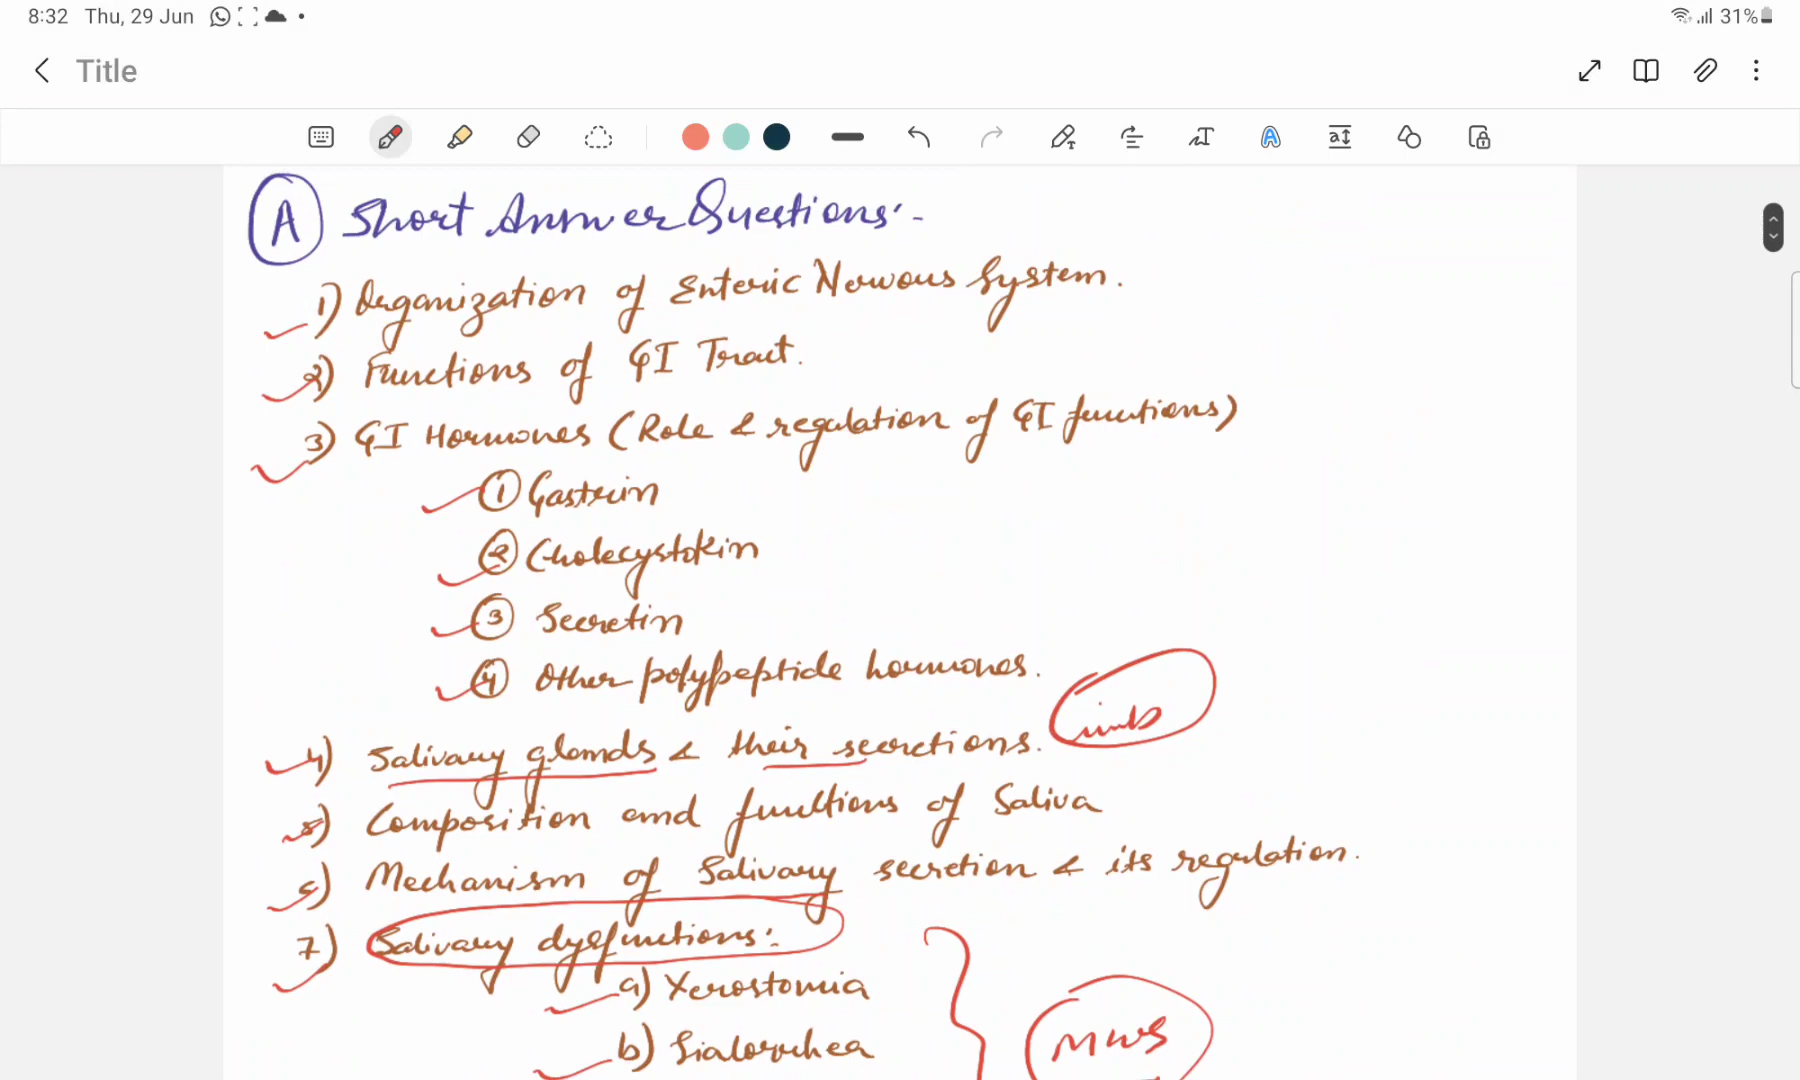 8:32 Thu, 29 Jun 31%
Title
A Short Answer Questions:-
1) Organization of Enteric Nervous System.
2) Functions of GI Tract.
3) GI Hormones (Role & regulation of GI functions)
① Gastrin
② Cholecystokin
③ Secretin
④ Other polypeptide hormones.
4) Salivary glands & their secretions.
5) Composition and functions of Saliva
6) Mechanism of Salivary secretion & its regulation.
7) Salivary dysfunctions:
a) Xerostomia
b) Sialorrhea